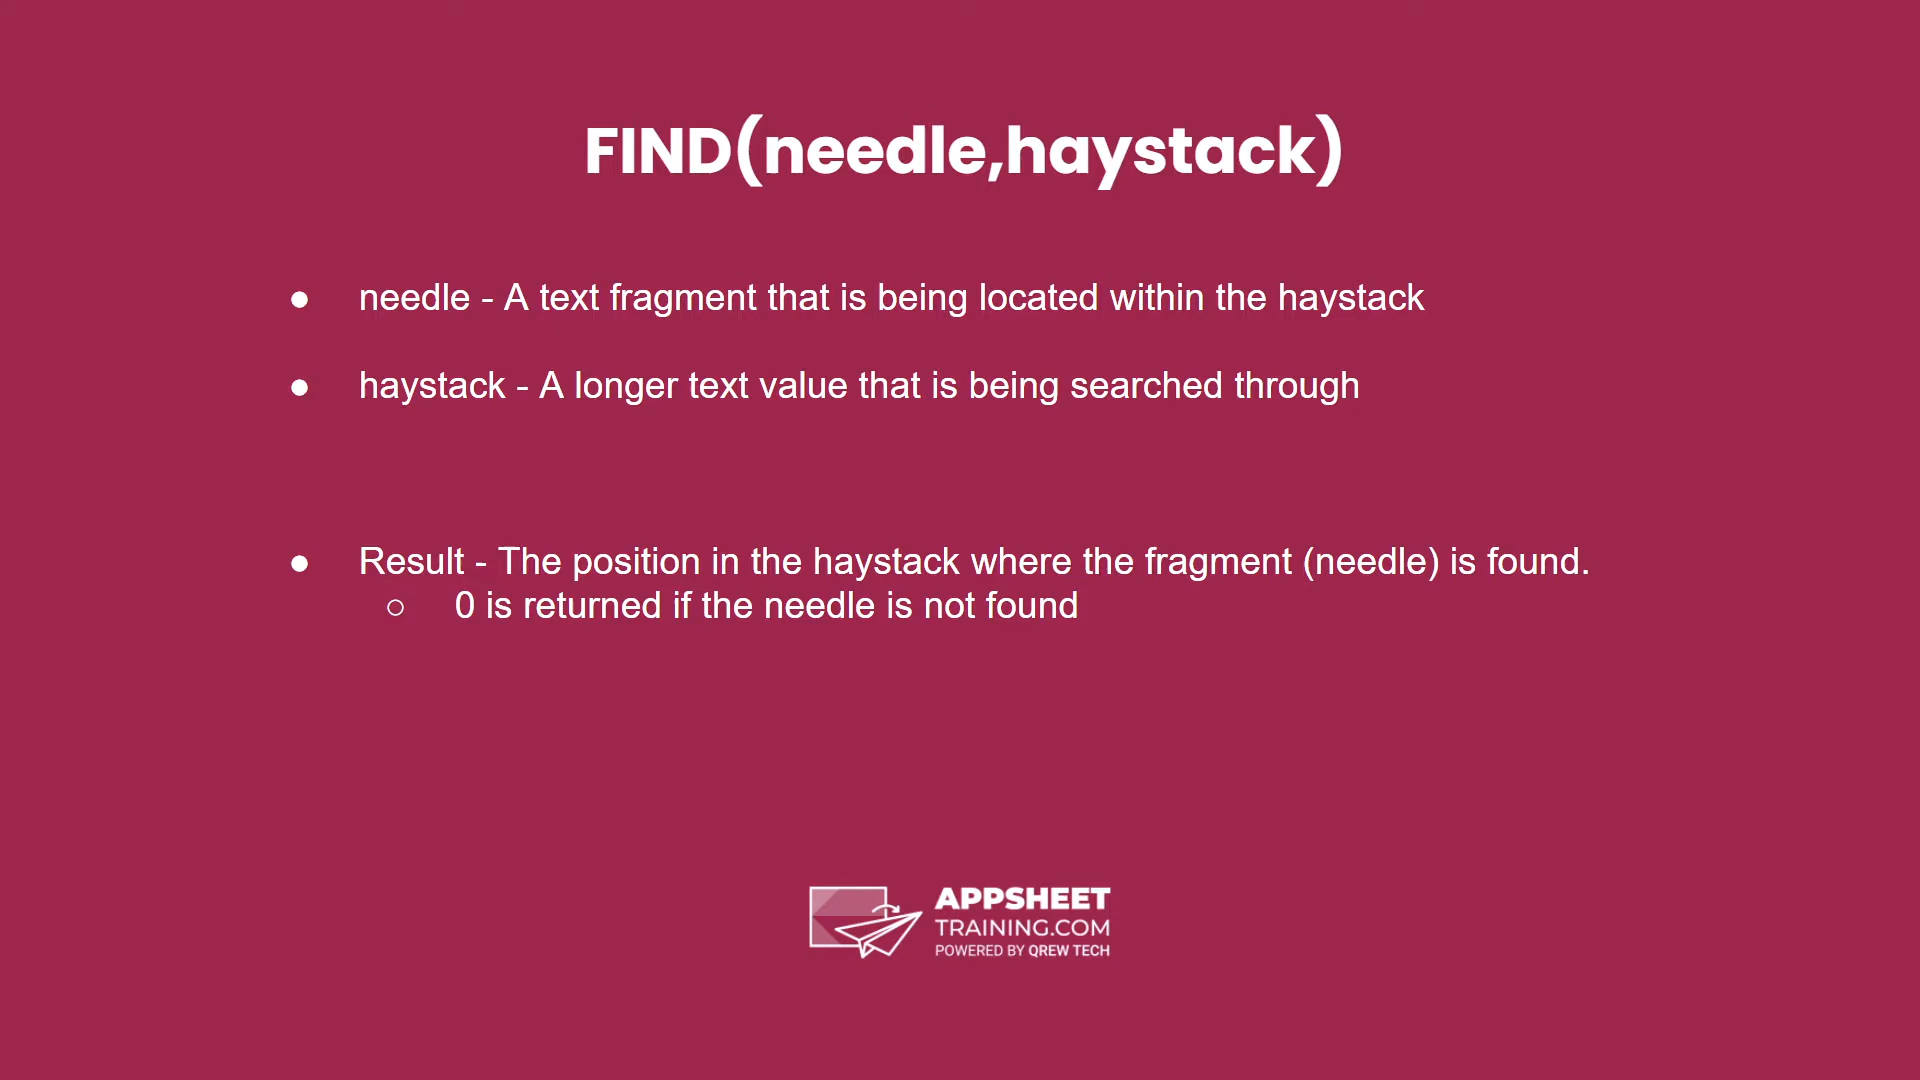 FIND(needle,haystack)
● needle - A text fragment that is being located within the haystack
● haystack - A longer text value that is being searched through
● Result - The position in the haystack where the fragment (needle) is found.
○ 0 is returned if the needle is not found
APPSHEET
TRAINING.COM
POWERED BY QREW TECH